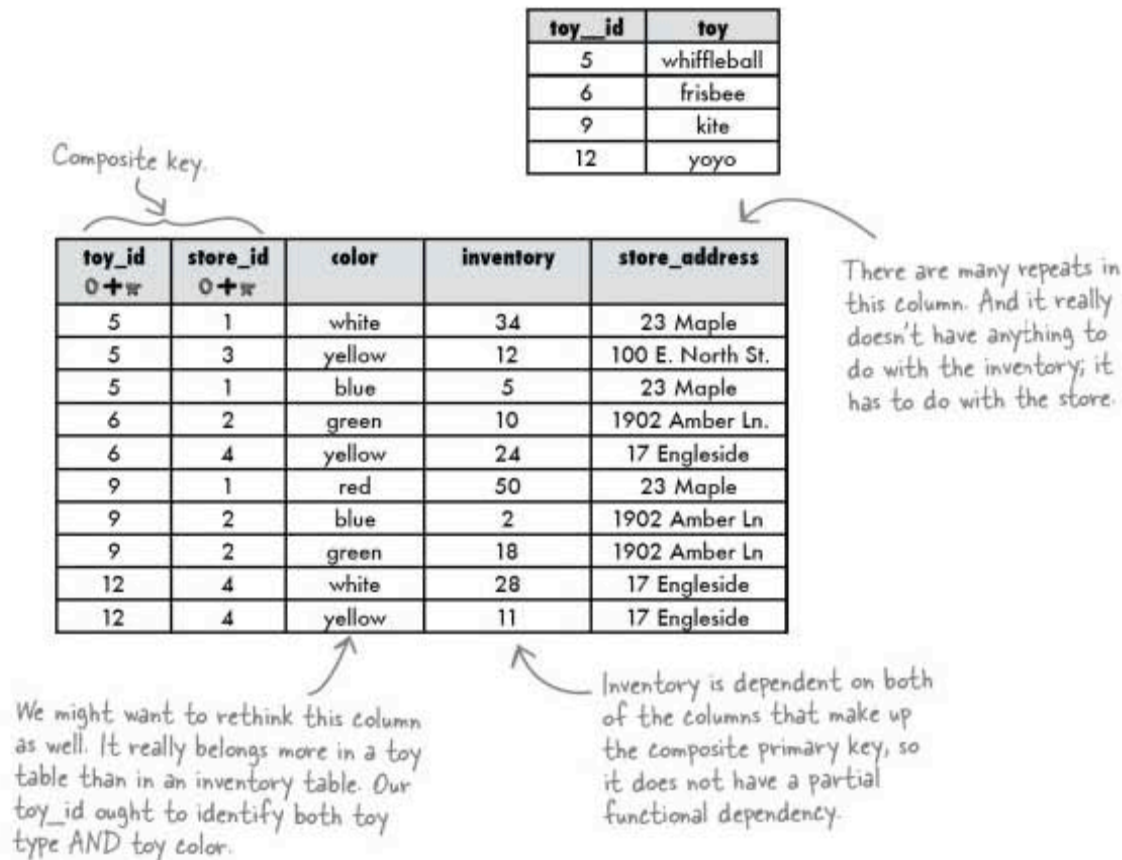 toy__id toy
5 whiffleball
6 frisbee
9 kite
12 yoyo
Composite key.
toy_id store_id color inventory store_address
5 1 white 34 23 Maple
5 3 yellow 12 100 E. North St.
5 1 blue 5 23 Maple
6 2 green 10 1902 Amber Ln.
6 4 yellow 24 17 Engleside
9 1 red 50 23 Maple
9 2 blue 2 1902 Amber Ln
9 2 green 18 1902 Amber Ln
12 4 white 28 17 Engleside
12 4 yellow 11 17 Engleside
There are many repeats in
this column. And it really
doesn't have anything to
do with the inventory; it
has to do with the store.
We might want to rethink this column
as well. It really belongs more in a toy
table than in an inventory table. Our
toy_id ought to identify both toy
type AND toy color.
Inventory is dependent on both
of the columns that make up
the composite primary key, so
it does not have a partial
functional dependency.